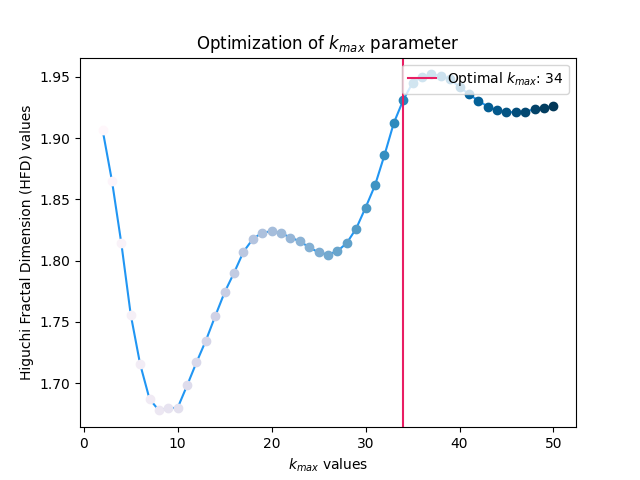 Optimization of $k_{max}$ parameter
Optimal $k_{max}$: 34
Higuchi Fractal Dimension (HFD) values
1.95
1.90
1.85
1.80
1.75
1.70
0 10 20 30 40 50
$k_{max}$ values